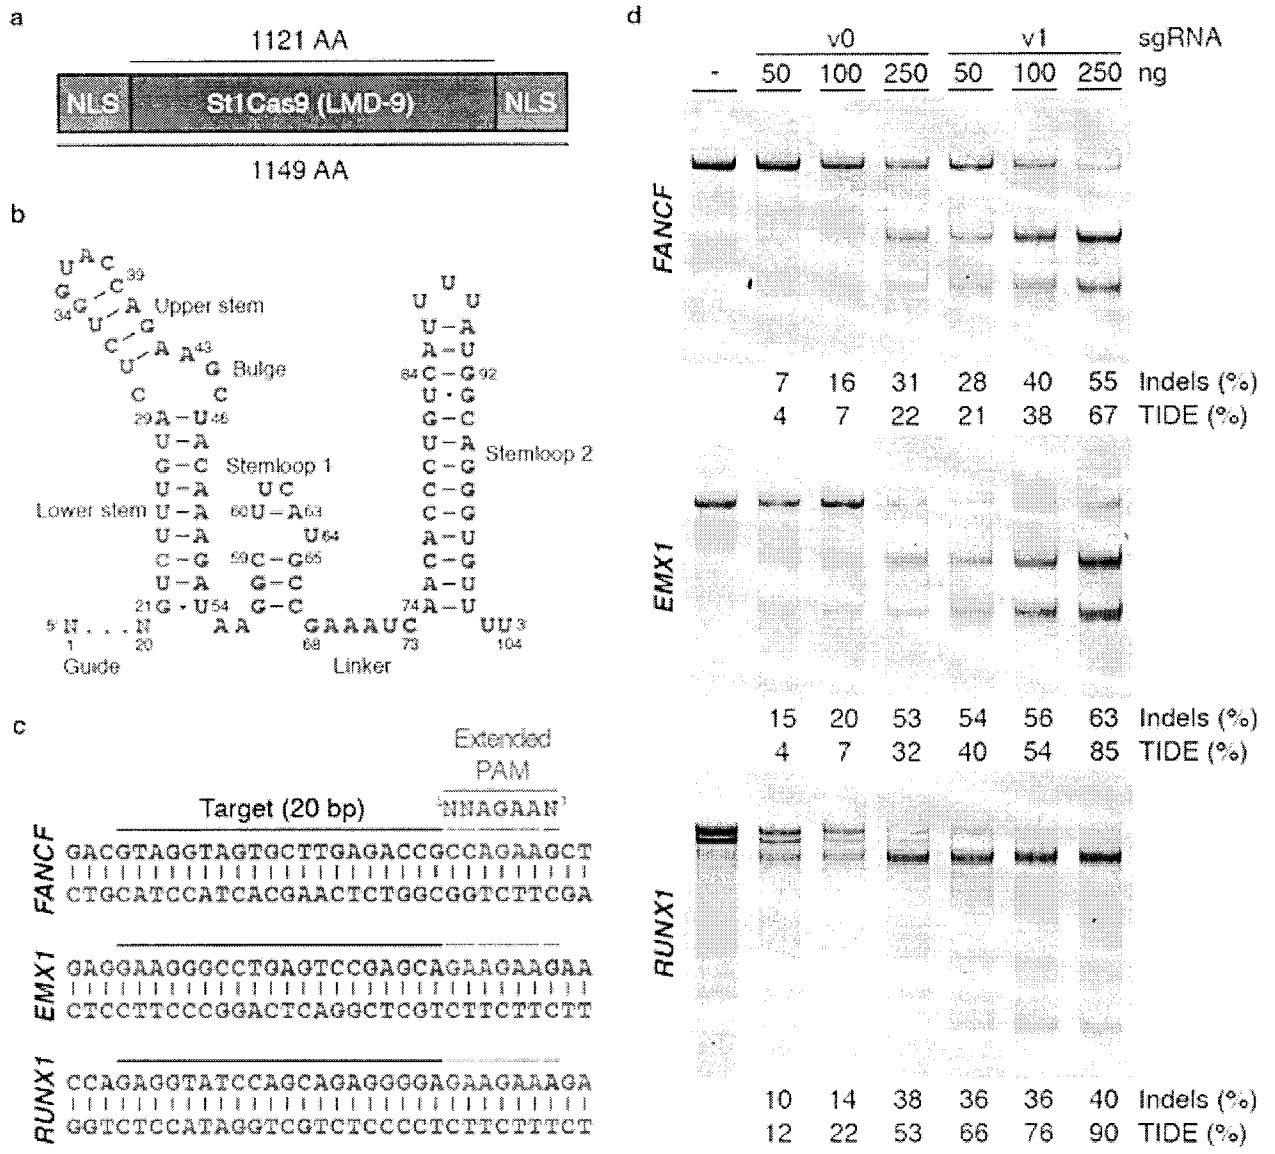 a
1121 AA
NLS
St1Cas9 (LMD-9)
NLS
1149 AA
b
U A C
G C 39
34 G A Upper stem
U G
C A A 43 G
U Bulge
C C
29 A-U 46
U-A
G-C
U-A
Lower stem U-A
U-A
C-G
U-A
21 G·U 54
Stemloop 1
U C
60 U-A 63
U 64
59 C-G 65
G-C
G-C
U
U U
U-A
A-U
84 C-G 92
U·G
G-C
U-A
Stemloop 2
C-G
C-G
C-G
A-U
C-G
A-U
74 A-U
5' N...N AA GAAAUC UU 3
1 20 68 73 104
Guide Linker
c
Extended
PAM
Target (20 bp) 5'NNAGAAN3'
FANCF
GACGTAGGTAGTGCTTGAGACCGCCAGAAGCT
CTGCATCCATCACGAACTCTGGCGGTCTTCGA
EMX1
GAGGAAGGGCCTGAGTCCGAGCAGAAGAAGAA
CTCCTTCCCGGACTCAGGCTCGTCTTCTTCTT
RUNX1
CCAGAGGTATCCAGCAGAGGGGAGAAGAAAGA
GGTCTCCATAGGTCGTCTCCCCTCTTCTTTCT
d
v0 v1 sgRNA
- 50 100 250 50 100 250 ng
FANCF
7 16 31 28 40 55 Indels (%)
4 7 22 21 38 67 TIDE (%)
EMX1
15 20 53 54 56 63 Indels (%)
4 7 32 40 54 85 TIDE (%)
RUNX1
10 14 38 36 36 40 Indels (%)
12 22 53 66 76 90 TIDE (%)